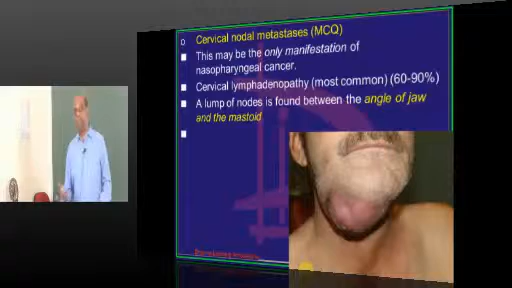 Cervical nodal metastases (MCQ)
This may be the only manifestation of
nasopharyngeal cancer.
Cervical lymphadenopathy (most common) (60-90%)
A lump of nodes is found between the angle of jaw
and the mastoid